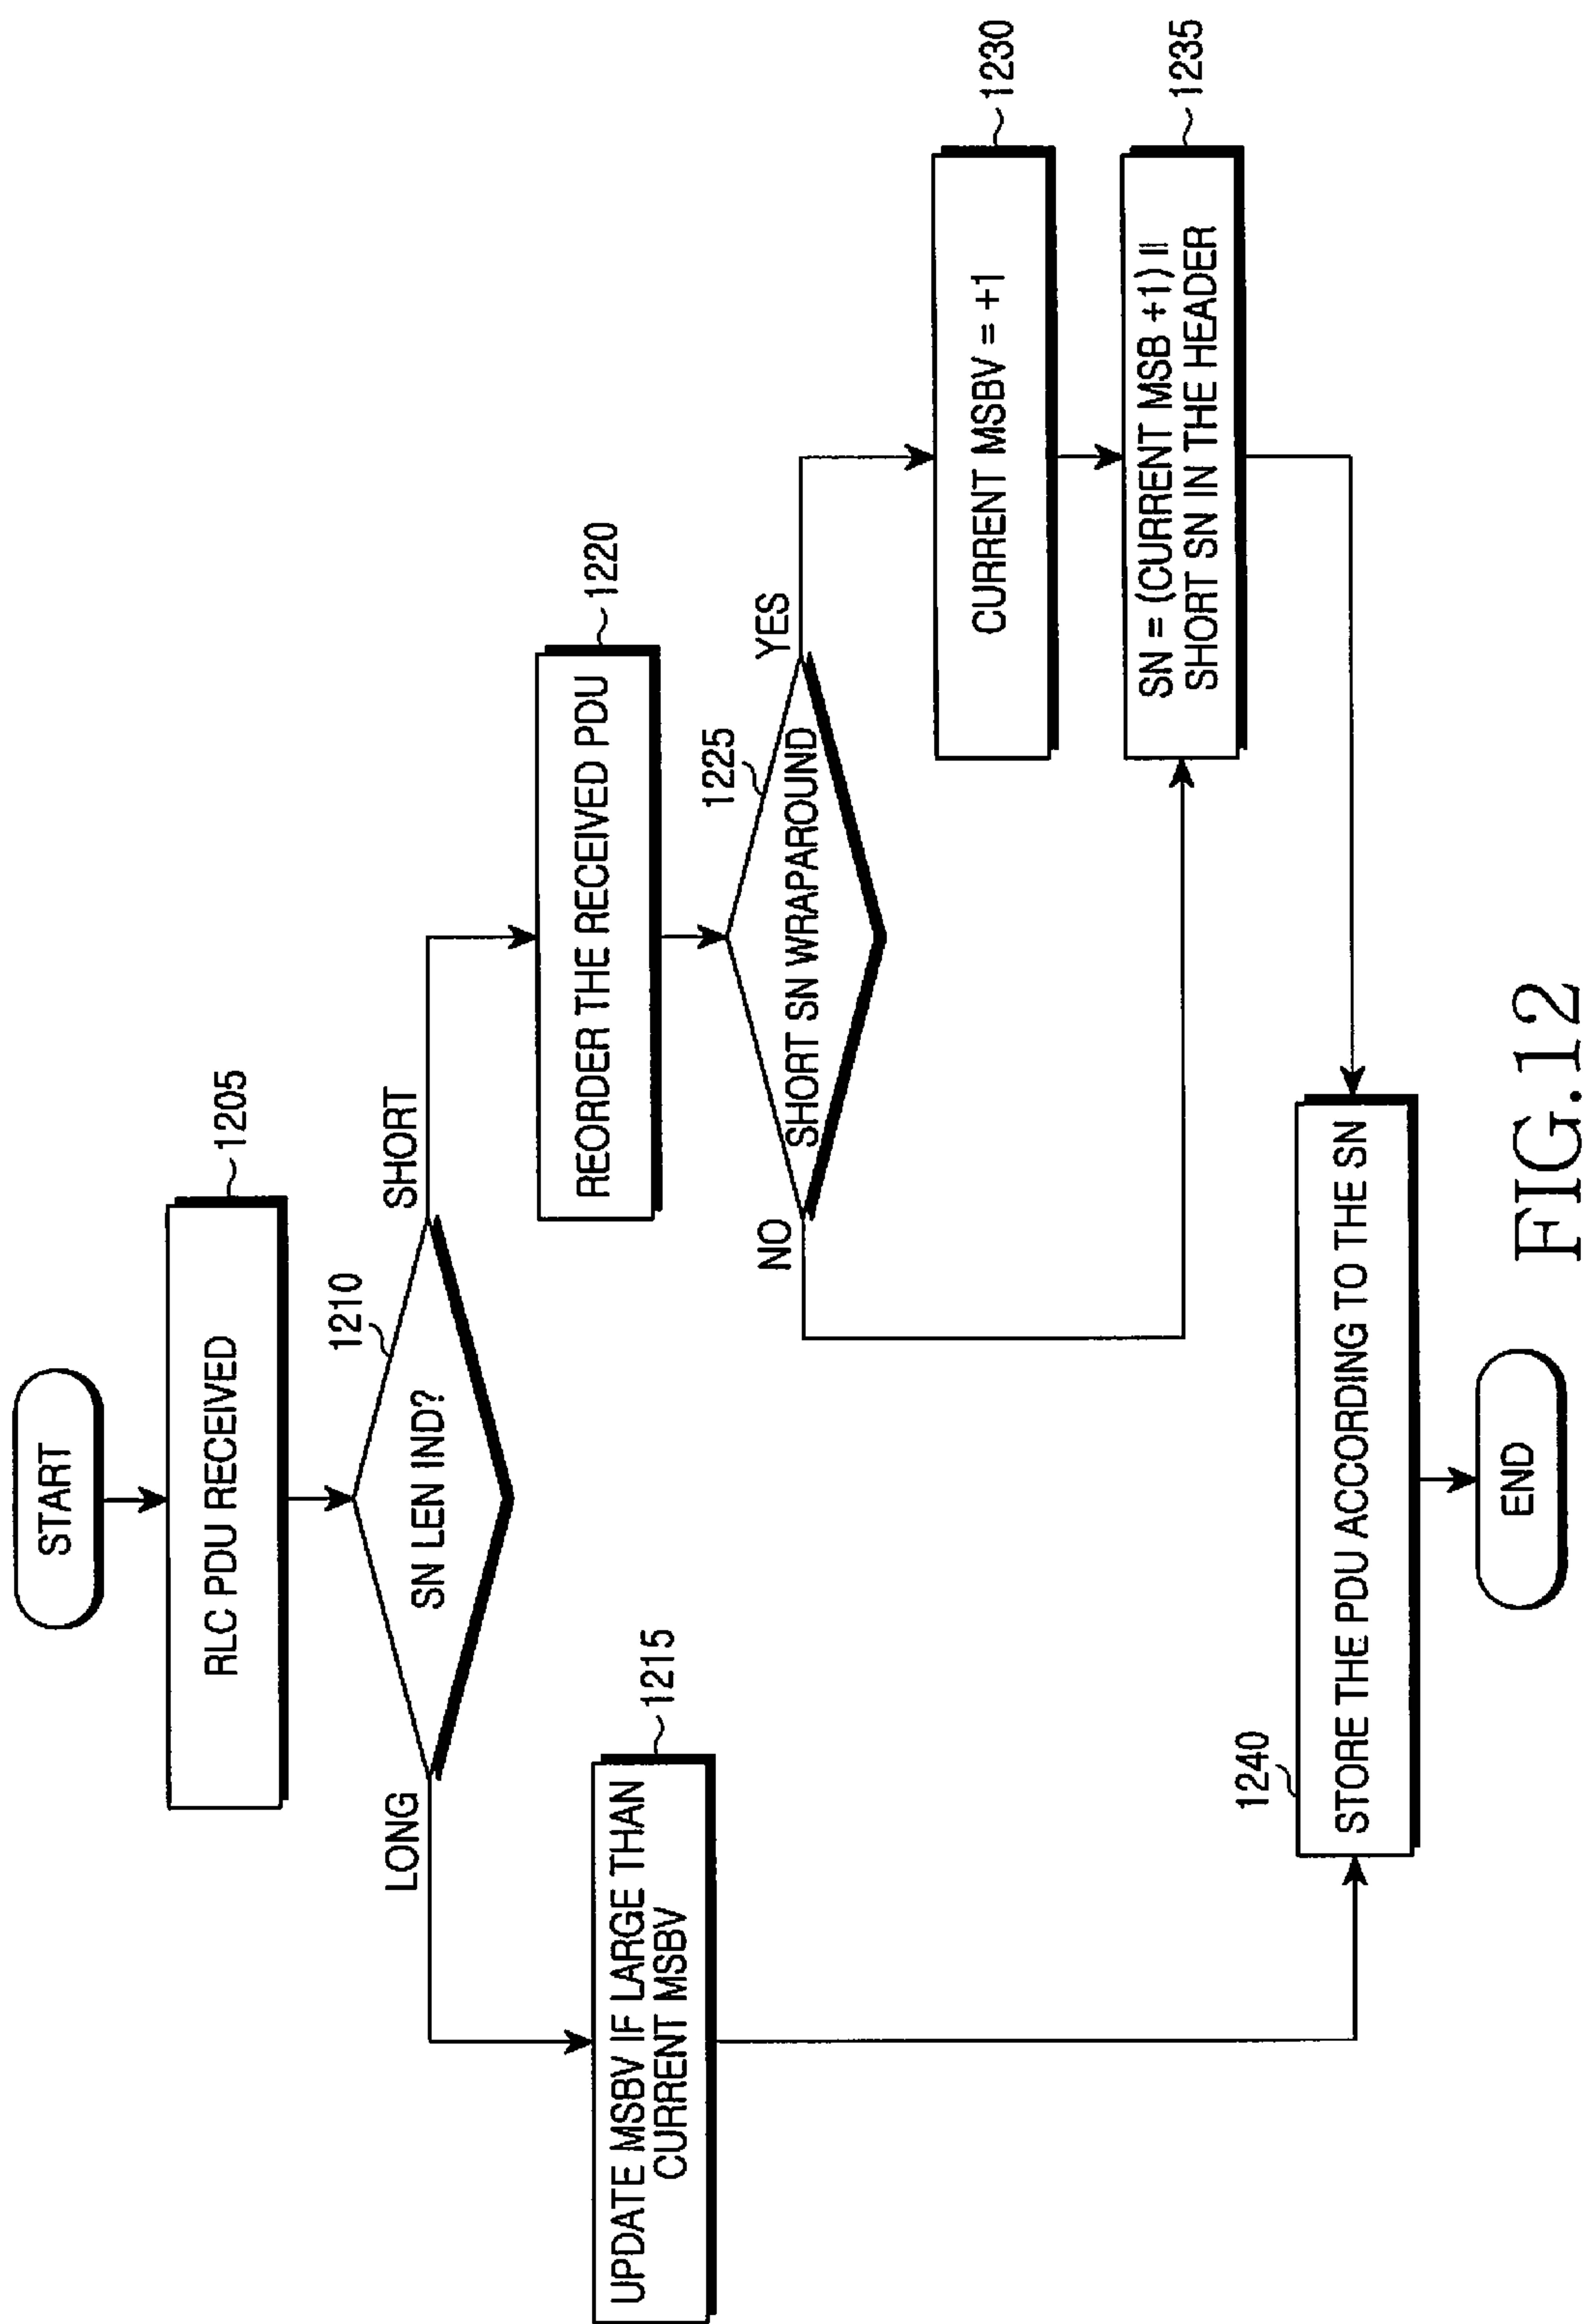 START
RLC PDU RECEIVED
1205
SN LEN IND?
1210
LONG
SHORT
UPDATE MSBV IF LARGE THAN
CURRENT MSBV
1215
REORDER THE RECEIVED PDU
1220
SHORT SN WRAPAROUND
1225
NO
YES
CURRENT MSBV = +1
1230
SN = (CURRENT MSB +1) ||
SHORT SN IN THE HEADER
1235
1240
STORE THE PDU ACCORDING TO THE SN
END
FIG.12